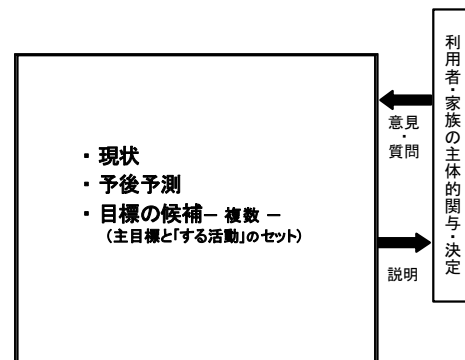 ・現状
・予後予測
・目標の候補－ 複数 －
（主目標と｢する活動｣のセット）
意見
・
質問
説明
利用者・家族の主体的関与・決定